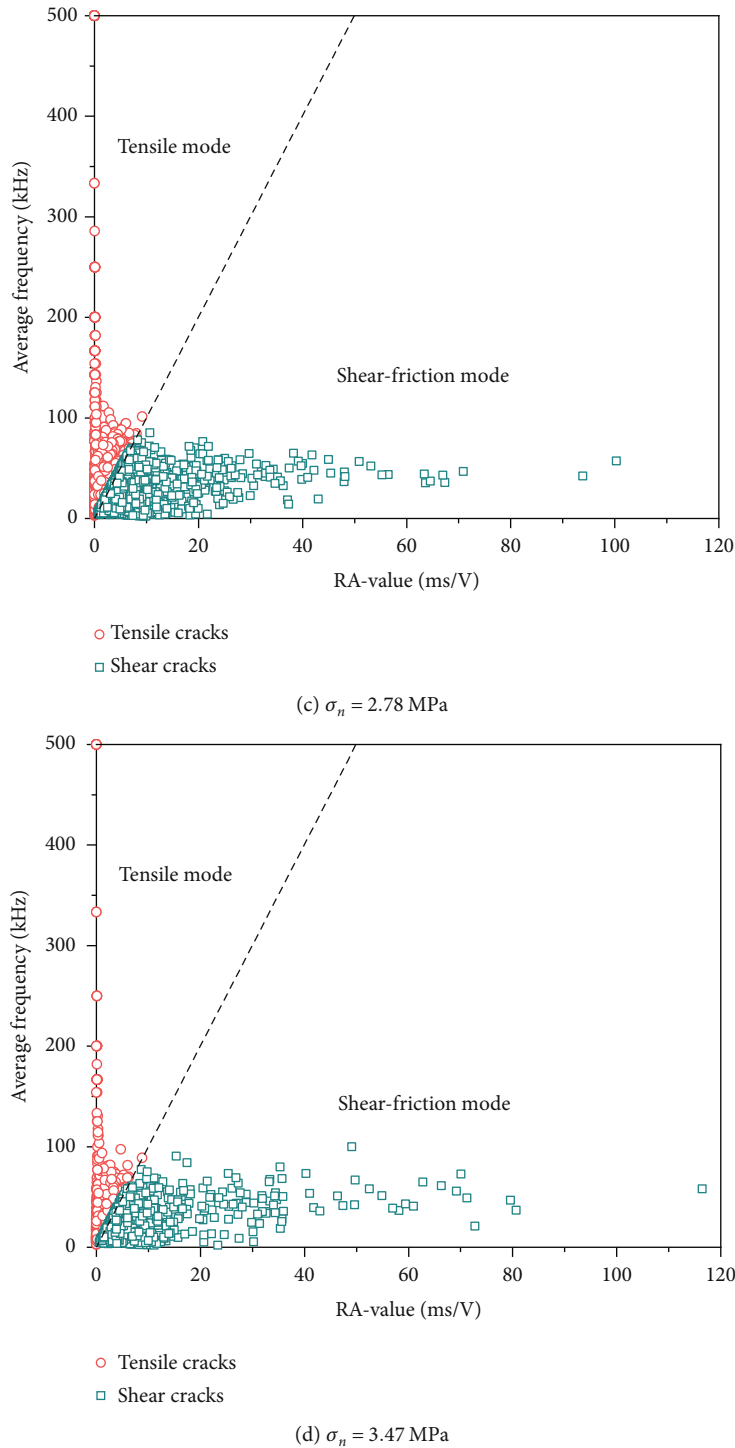 500
400
300
200
100
0
Average frequency (kHz)
Tensile mode
Shear-friction mode
0 20 40 60 80 100 120
RA-value (ms/V)
Tensile cracks
Shear cracks
(c) σn = 2.78 MPa
500
400
300
200
100
0
Average frequency (kHz)
Tensile mode
Shear-friction mode
0 20 40 60 80 100 120
RA-value (ms/V)
Tensile cracks
Shear cracks
(d) σn = 3.47 MPa